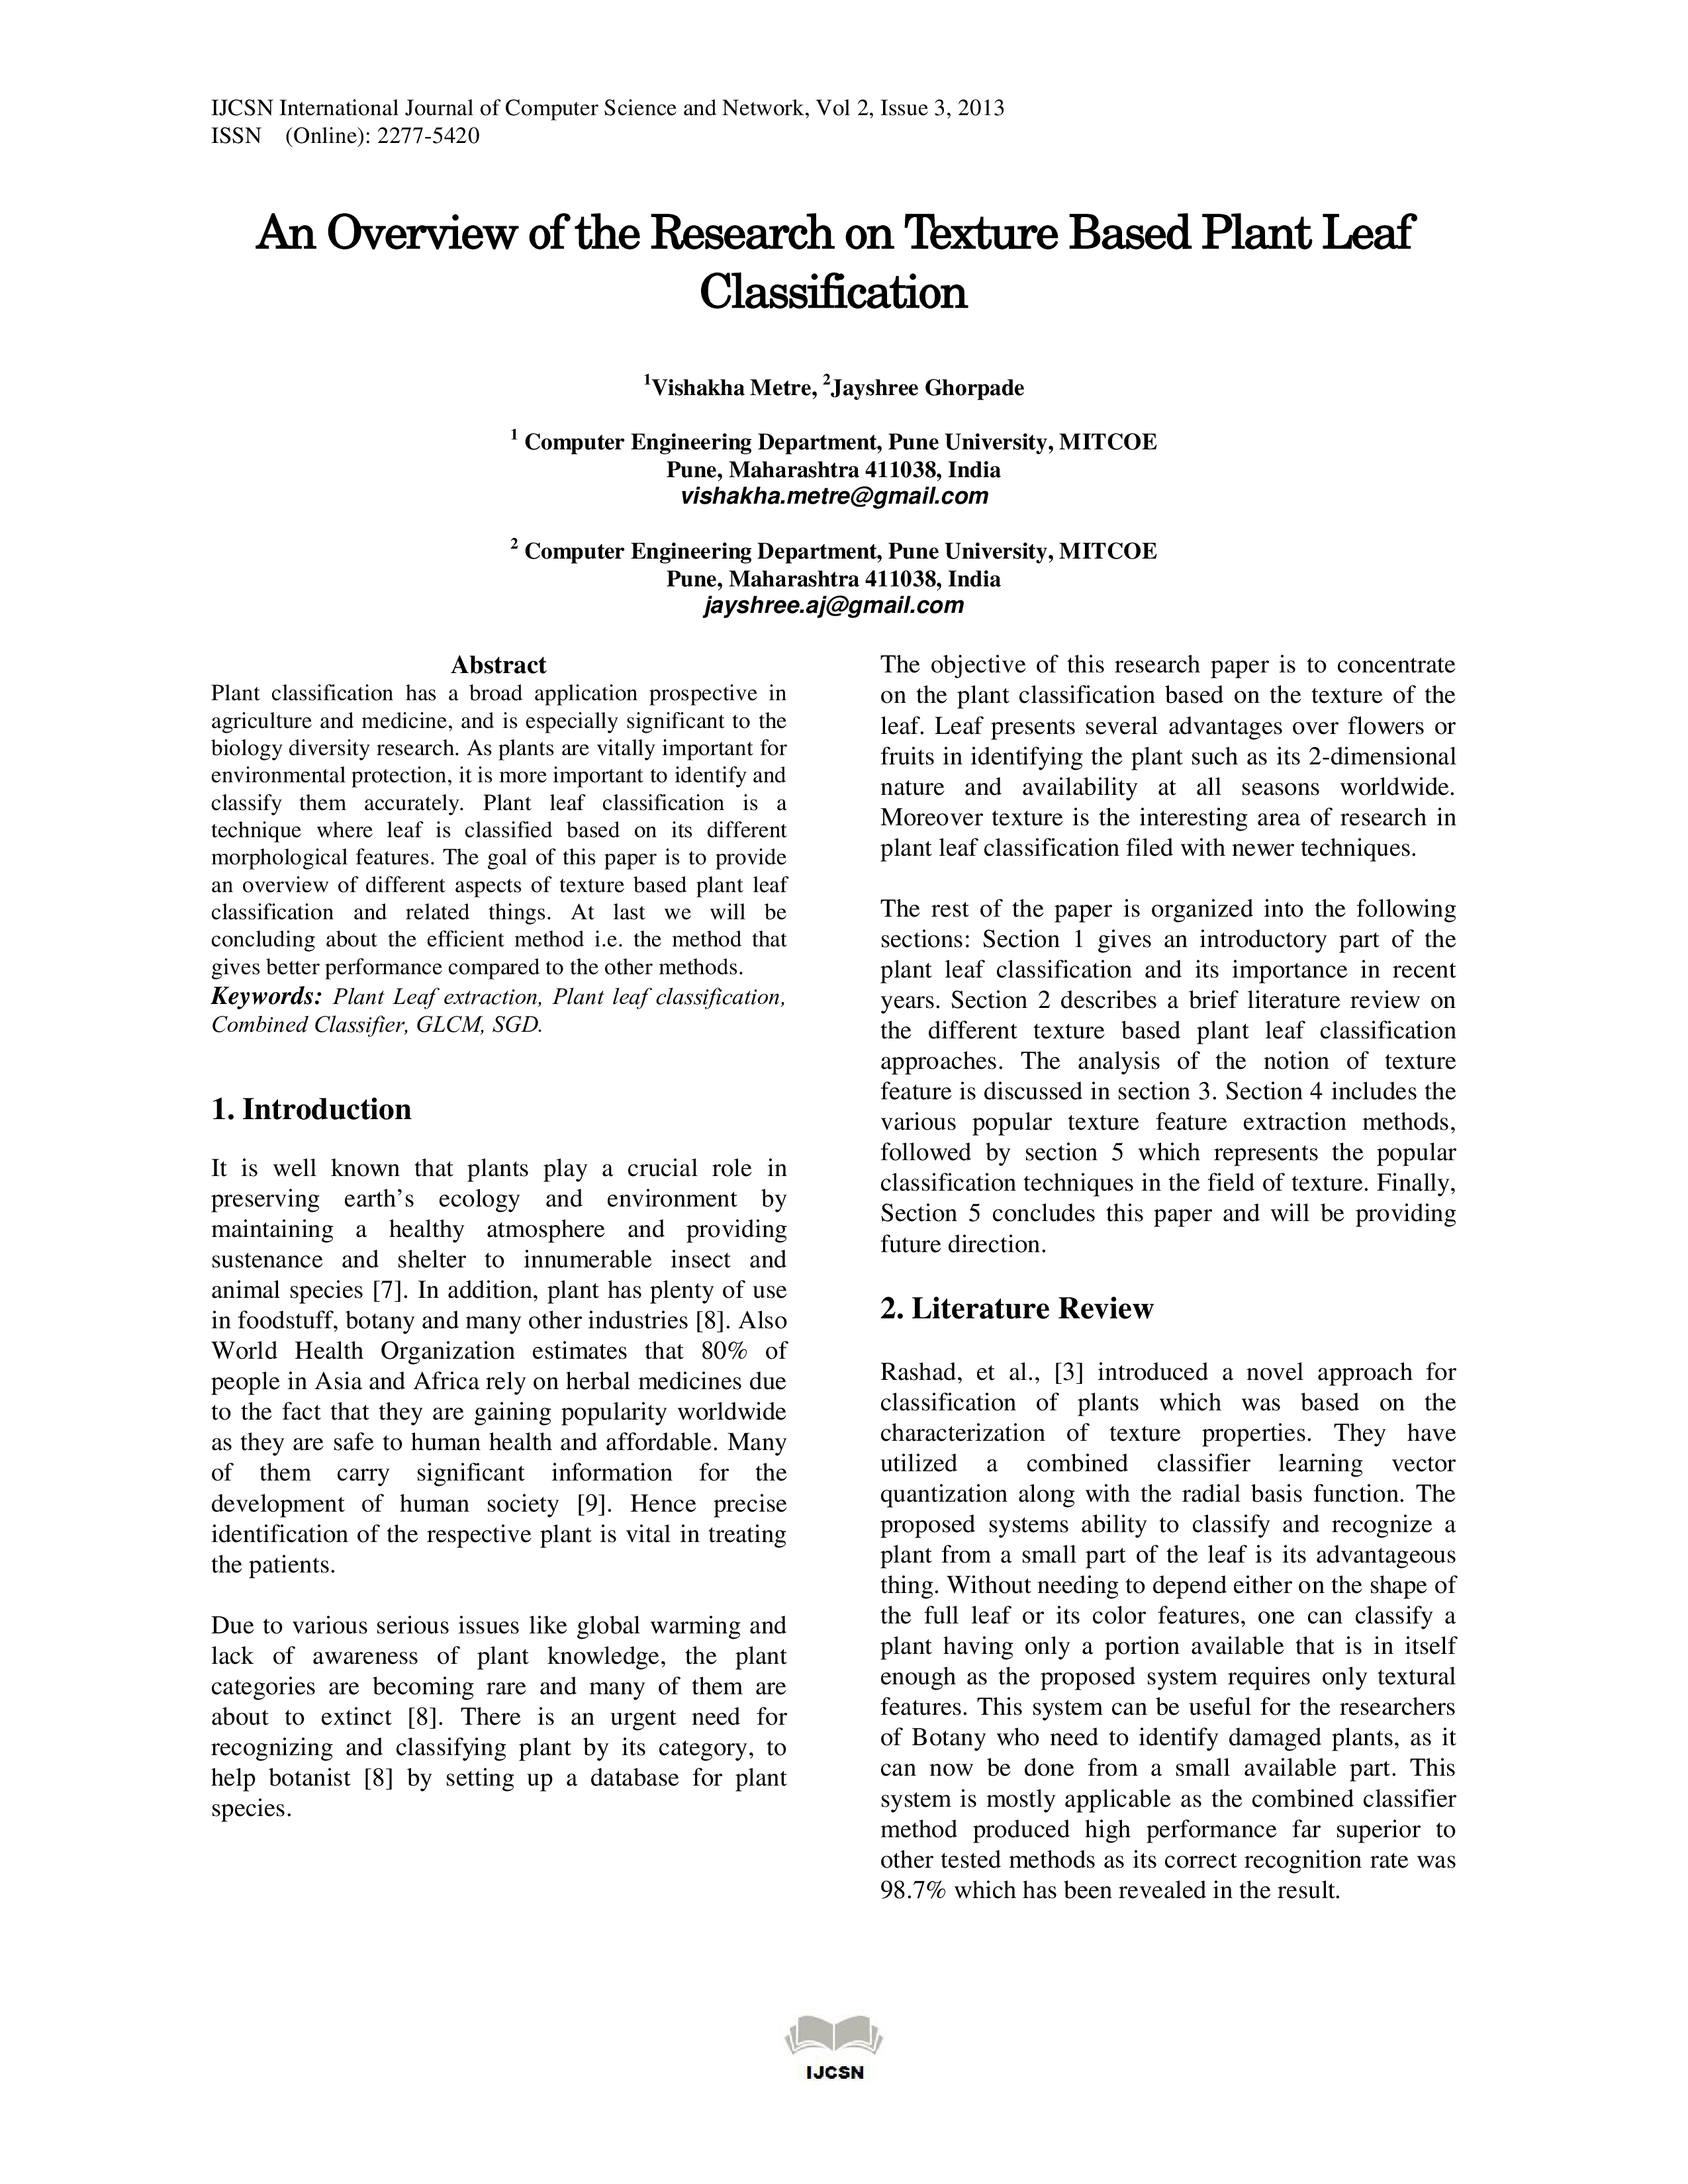 IJCSN International Journal of Computer Science and Network, Vol 2, Issue 3, 2013
ISSN (Online): 2277-5420
An Overview of the Research on Texture Based Plant Leaf
Classification
1Vishakha Metre, 2Jayshree Ghorpade
1 Computer Engineering Department, Pune University, MITCOE
Pune, Maharashtra 411038, India
vishakha.metre@gmail.com
2 Computer Engineering Department, Pune University, MITCOE
Pune, Maharashtra 411038, India
jayshree.aj@gmail.com
Abstract
Plant classification has a broad application prospective in
agriculture and medicine, and is especially significant to the
biology diversity research. As plants are vitally important for
environmental protection, it is more important to identify and
classify them accurately. Plant leaf classification is a
technique where leaf is classified based on its different
morphological features. The goal of this paper is to provide
an overview of different aspects of texture based plant leaf
classification and related things. At last we will be
concluding about the efficient method i.e. the method that
gives better performance compared to the other methods.
Keywords: Plant Leaf extraction, Plant leaf classification,
Combined Classifier, GLCM, SGD.
1. Introduction
It is well known that plants play a crucial role in
preserving earth's ecology and environment by
maintaining a healthy atmosphere and providing
sustenance and shelter to innumerable insect and
animal species [7]. In addition, plant has plenty of use
in foodstuff, botany and many other industries [8]. Also
World Health Organization estimates that 80% of
people in Asia and Africa rely on herbal medicines due
to the fact that they are gaining popularity worldwide
as they are safe to human health and affordable. Many
of them carry significant information for the
development of human society [9]. Hence precise
identification of the respective plant is vital in treating
the patients.
Due to various serious issues like global warming and
lack of awareness of plant knowledge, the plant
categories are becoming rare and many of them are
about to extinct [8]. There is an urgent need for
recognizing and classifying plant by its category, to
help botanist [8] by setting up a database for plant
species.
The objective of this research paper is to concentrate
on the plant classification based on the texture of the
leaf. Leaf presents several advantages over flowers or
fruits in identifying the plant such as its 2-dimensional
nature and availability at all seasons worldwide.
Moreover texture is the interesting area of research in
plant leaf classification filed with newer techniques.
The rest of the paper is organized into the following
sections: Section 1 gives an introductory part of the
plant leaf classification and its importance in recent
years. Section 2 describes a brief literature review on
the different texture based plant leaf classification
approaches. The analysis of the notion of texture
feature is discussed in section 3. Section 4 includes the
various popular texture feature extraction methods,
followed by section 5 which represents the popular
classification techniques in the field of texture. Finally,
Section 5 concludes this paper and will be providing
future direction.
2. Literature Review
Rashad, et al., [3] introduced a novel approach for
classification of plants which was based on the
characterization of texture properties. They have
utilized a combined classifier learning vector
quantization along with the radial basis function. The
proposed systems ability to classify and recognize a
plant from a small part of the leaf is its advantageous
thing. Without needing to depend either on the shape of
the full leaf or its color features, one can classify a
plant having only a portion available that is in itself
enough as the proposed system requires only textural
features. This system can be useful for the researchers
of Botany who need to identify damaged plants, as it
can now be done from a small available part. This
system is mostly applicable as the combined classifier
method produced high performance far superior to
other tested methods as its correct recognition rate was
98.7% which has been revealed in the result.
IJCSN